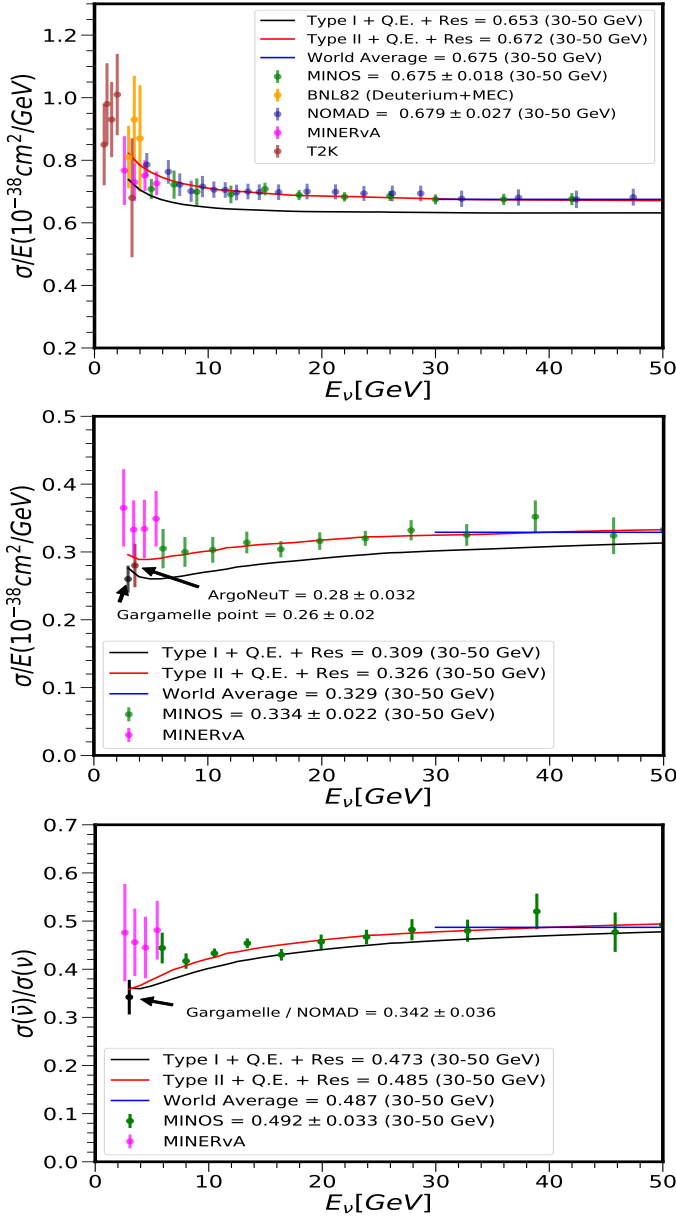 σ/E(10⁻³⁸cm²/GeV)
1.2
1.0
0.8
0.6
0.4
0.2
Type I + Q.E. + Res = 0.653 (30-50 GeV)
Type II + Q.E. + Res = 0.672 (30-50 GeV)
World Average = 0.675 (30-50 GeV)
MINOS = 0.675 ± 0.018 (30-50 GeV)
BNL82 (Deuterium+MEC)
NOMAD = 0.679 ± 0.027 (30-50 GeV)
MINERvA
T2K
0 10 20 30 40 50
Eν[GeV]
σ/E(10⁻³⁸cm²/GeV)
0.5
0.4
0.3
0.2
0.1
0.0
ArgoNeuT = 0.28 ± 0.032
Gargamelle point = 0.26 ± 0.02
Type I + Q.E. + Res = 0.309 (30-50 GeV)
Type II + Q.E. + Res = 0.326 (30-50 GeV)
World Average = 0.329 (30-50 GeV)
MINOS = 0.334 ± 0.022 (30-50 GeV)
MINERvA
0 10 20 30 40 50
Eν[GeV]
σ(ν̄)/σ(ν)
0.7
0.6
0.5
0.4
0.3
0.2
0.1
0.0
Gargamelle / NOMAD = 0.342 ± 0.036
Type I + Q.E. + Res = 0.473 (30-50 GeV)
Type II + Q.E. + Res = 0.485 (30-50 GeV)
World Average = 0.487 (30-50 GeV)
MINOS = 0.492 ± 0.033 (30-50 GeV)
MINERvA
0 10 20 30 40 50
Eν[GeV]